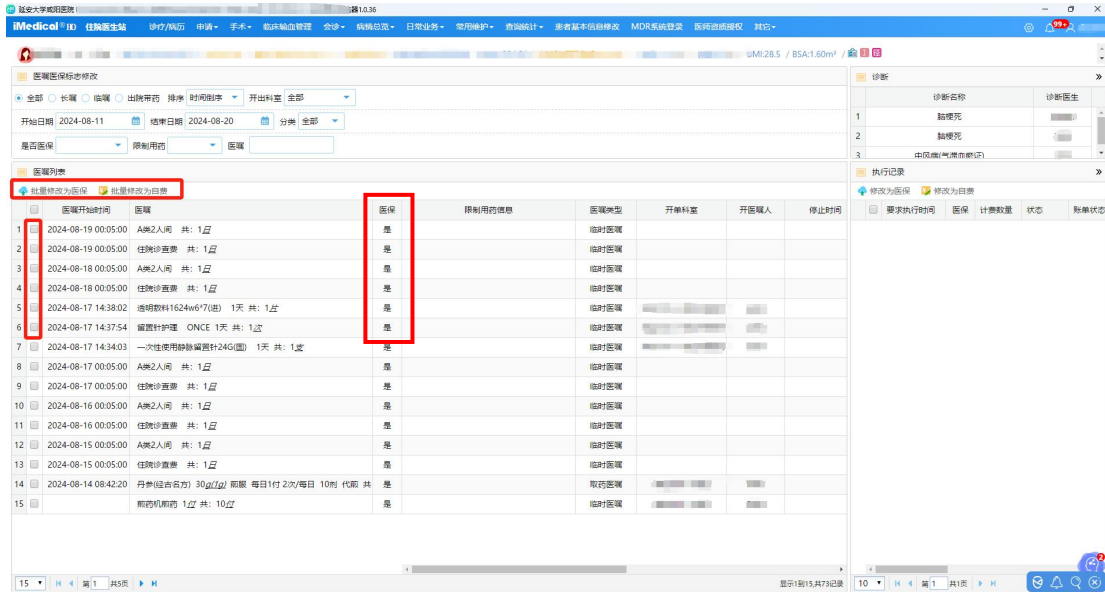 延安大学咸阳医院 器1.0.36
iMedical® HD 住院医生站 诊疗/病历 申请 手术 临床输血管理 会诊 病情总览 日常业务 常用维护 查询统计 患者基本信息修改 MDR系统登录 医师资质授权 其它 99+
BMI:28.5 / BSA:1.60m² /
医嘱医保标志修改
全部 长嘱 临嘱 出院带药 排序 时间倒序 开出科室 全部
开始日期 2024-08-11 结束日期 2024-08-20 分类 全部
是否医保 限制用药 医嘱
诊断 »
诊断名称 诊断医生
1 脑梗死
2 脑梗死
3 中风病(气滞血瘀证)
医嘱列表
批量修改为医保 批量修改为自费
医嘱开始时间 医嘱 医保 限制用药信息 医嘱类型 开单科室 开医嘱人 停止时间
1 2024-08-19 00:05:00 A类2人间 共: 1日 是 临时医嘱
2 2024-08-19 00:05:00 住院诊查费 共: 1日 是 临时医嘱
3 2024-08-18 00:05:00 A类2人间 共: 1日 是 临时医嘱
4 2024-08-18 00:05:00 住院诊查费 共: 1日 是 临时医嘱
5 2024-08-17 14:38:02 透明敷料1624w6*7(进) 1天 共: 1片 是 临时医嘱
6 2024-08-17 14:37:54 留置针护理 ONCE 1天 共: 1次 是 临时医嘱
7 2024-08-17 14:34:03 一次性使用静脉留置针24G(国) 1天 共: 1支 是 临时医嘱
8 2024-08-17 00:05:00 A类2人间 共: 1日 是 临时医嘱
9 2024-08-17 00:05:00 住院诊查费 共: 1日 是 临时医嘱
10 2024-08-16 00:05:00 A类2人间 共: 1日 是 临时医嘱
11 2024-08-16 00:05:00 住院诊查费 共: 1日 是 临时医嘱
12 2024-08-15 00:05:00 A类2人间 共: 1日 是 临时医嘱
13 2024-08-15 00:05:00 住院诊查费 共: 1日 是 临时医嘱
14 2024-08-14 08:42:20 丹参(经古名方) 30g(1g) 煎服 每日1付 2次/每日 10剂 代煎 共 是 取药医嘱
15 煎药机煎药 1付 共: 10付 是 临时医嘱
15 第 1 共5页 显示1到15,共73记录
执行记录 »
修改为医保 修改为自费
要求执行时间 医保 计费数量 状态 账单状态
10 第 1 共1页
2